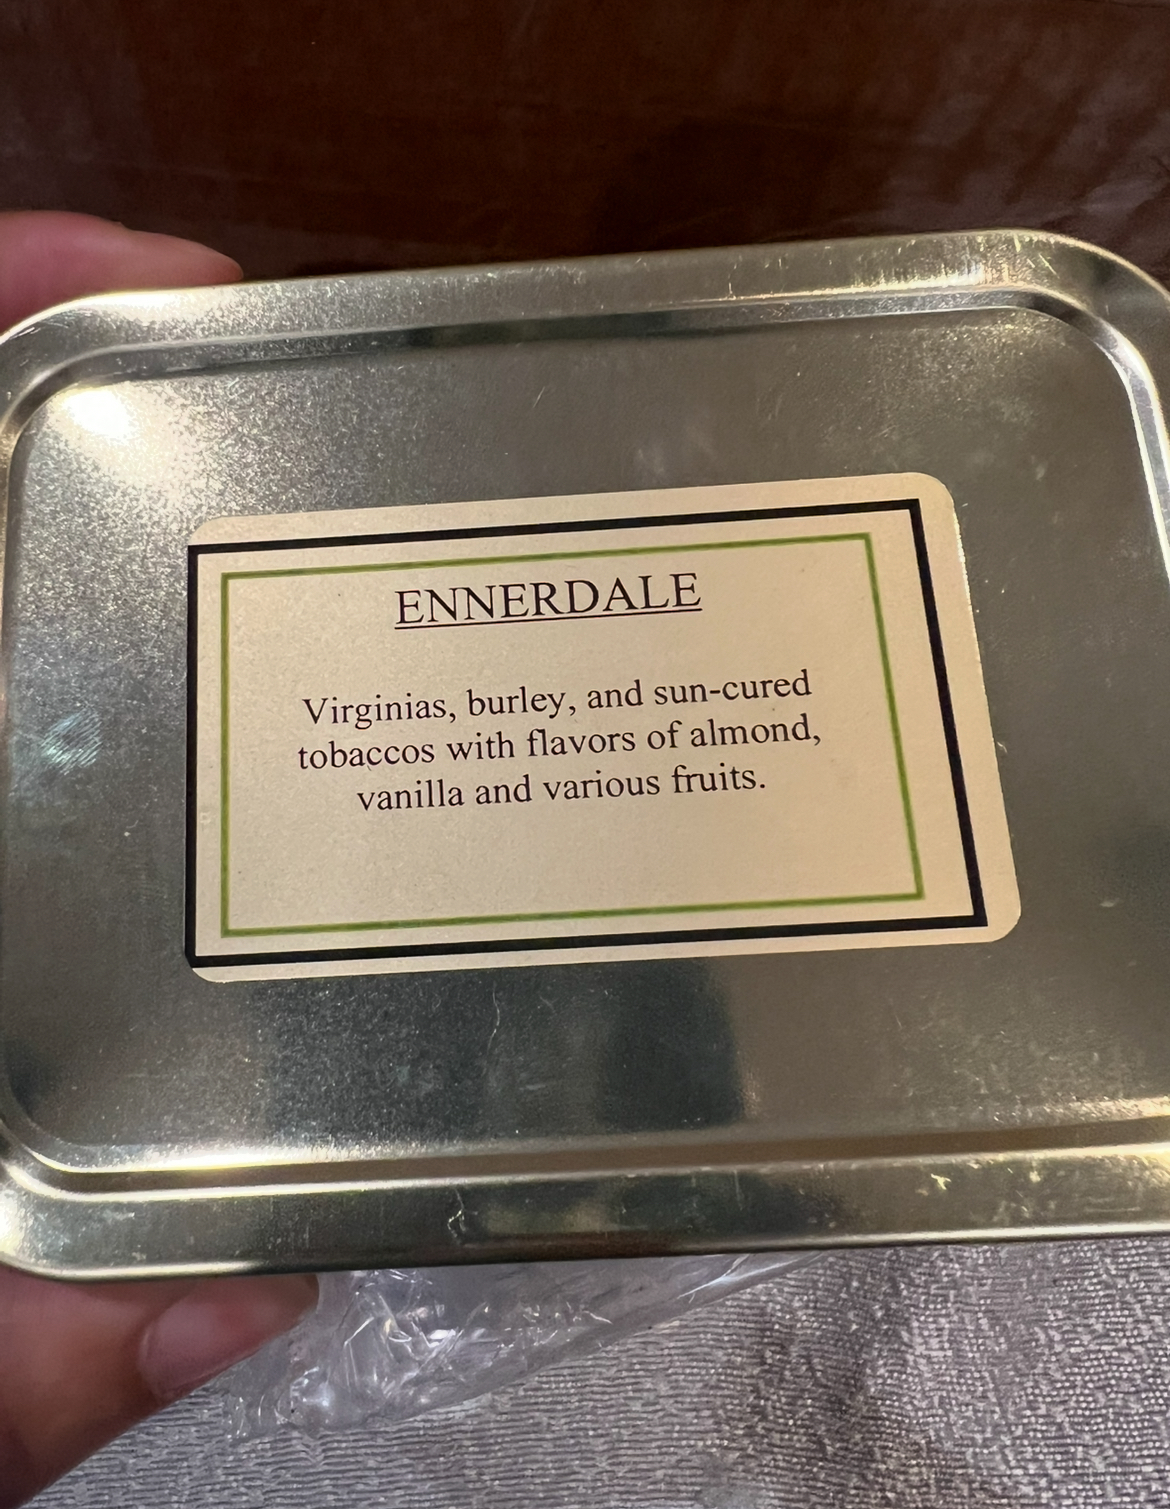 ENNERDALE
Virginias, burley, and sun-cured
tobaccos with flavors of almond,
vanilla and various fruits.